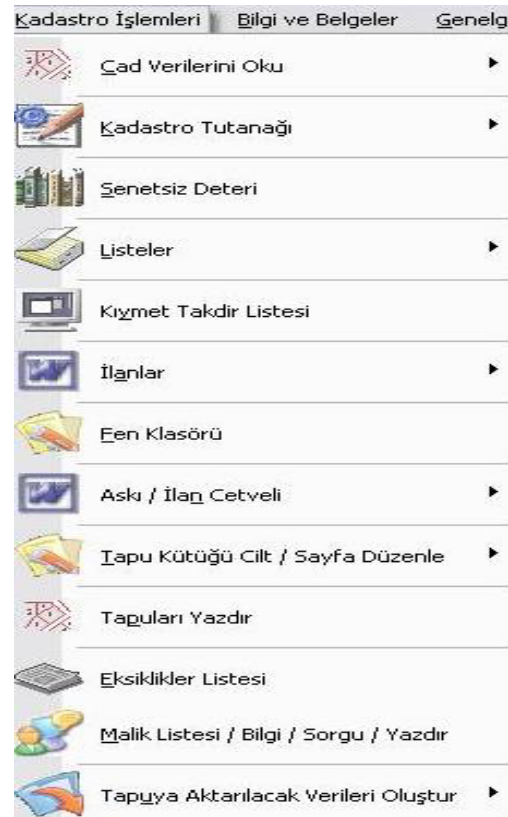 Kadastro İşlemleri Bilgi ve Belgeler Genelg
Cad Verilerini Oku
Kadastro Tutanağı
Senetsiz Deteri
Listeler
Kıymet Takdir Listesi
İlanlar
Fen Klasörü
Askı / İlan Cetveli
Tapu Kütüğü Cilt / Sayfa Düzenle
Tapuları Yazdır
Eksiklikler Listesi
Malik Listesi / Bilgi / Sorgu / Yazdır
Tapuya Aktarılacak Verileri Oluştur